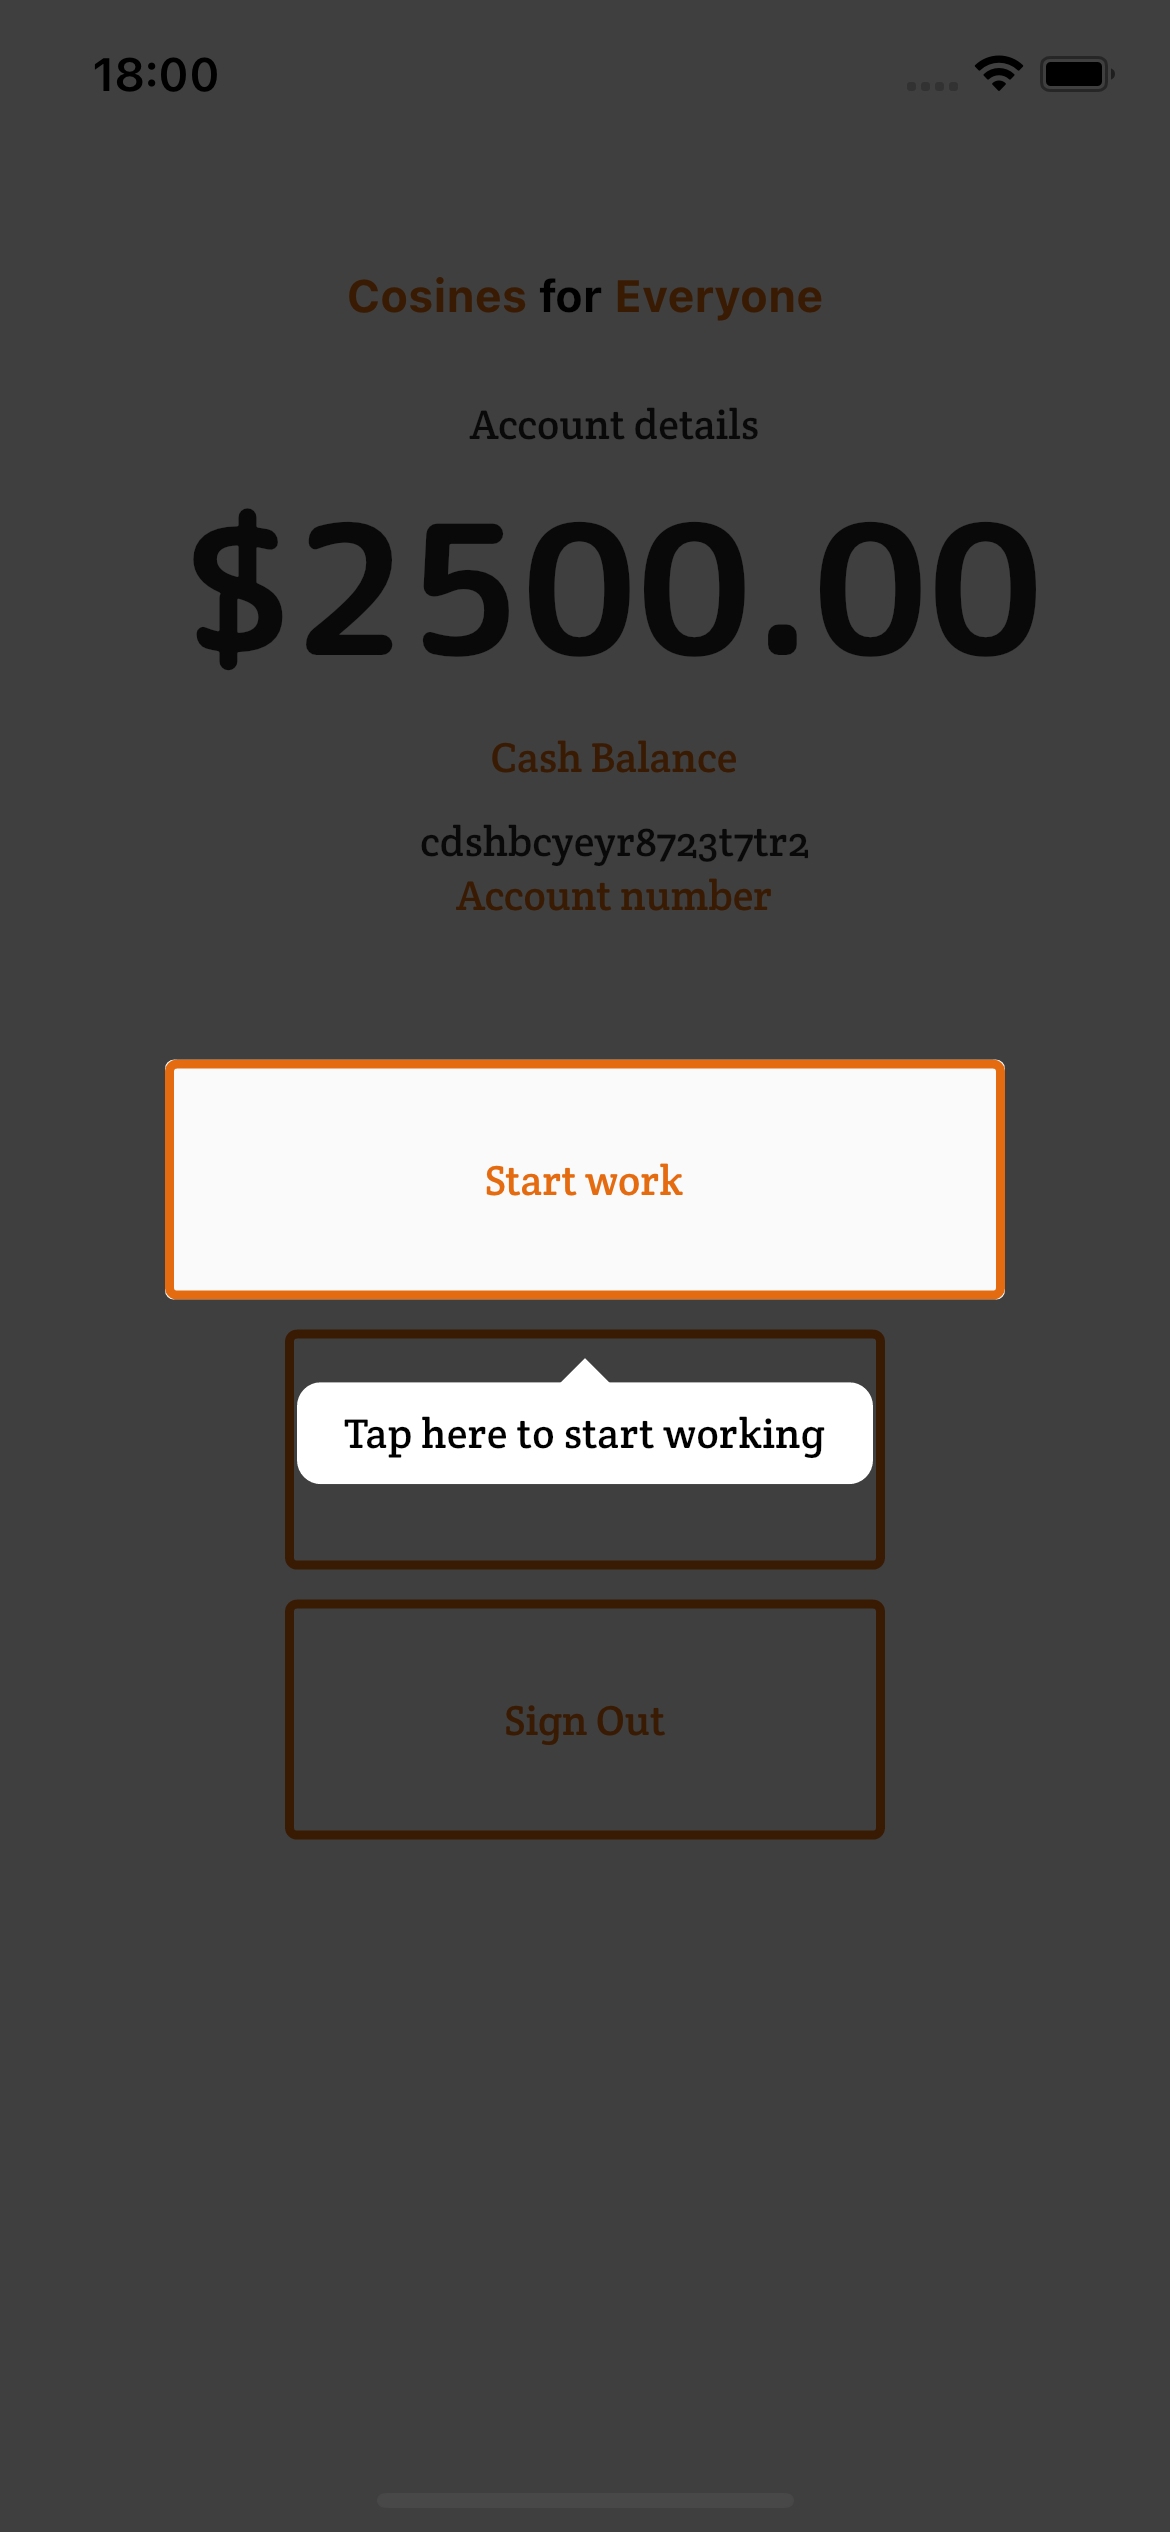 18:00
Cosines for Everyone
Account details
$2500.00
Cash Balance
cdshbcyeyr8723t7tr2
Account number
Start work
Tap here to start working
Sign Out